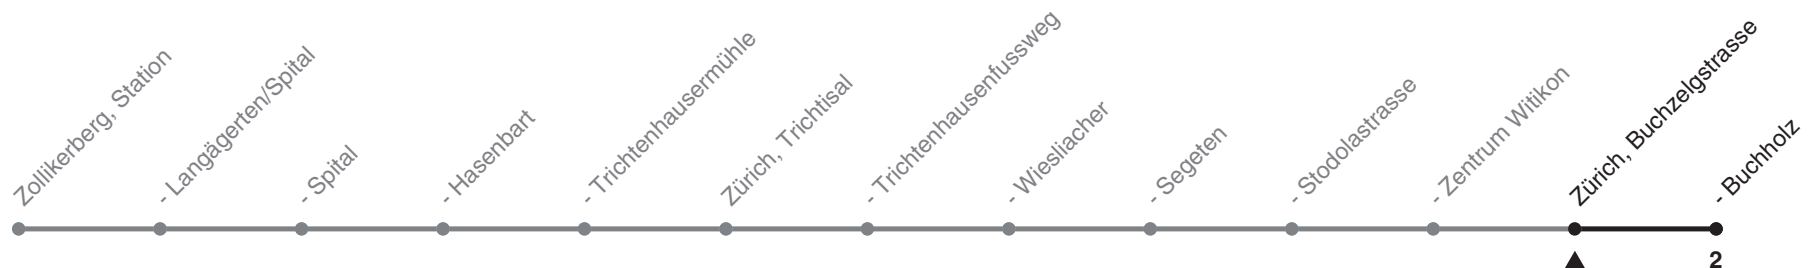 Zollikerberg, Station
- Langägerten/Spital
- Spital
- Hasenbart
- Trichtenhausermühle
Zürich, Trichtisal
- Trichtenhausenfussweg
- Wiesliacher
- Segeten
- Stodolastrasse
- Zentrum Witikon
Zürich, Buchzelgstrasse
- Buchholz
2